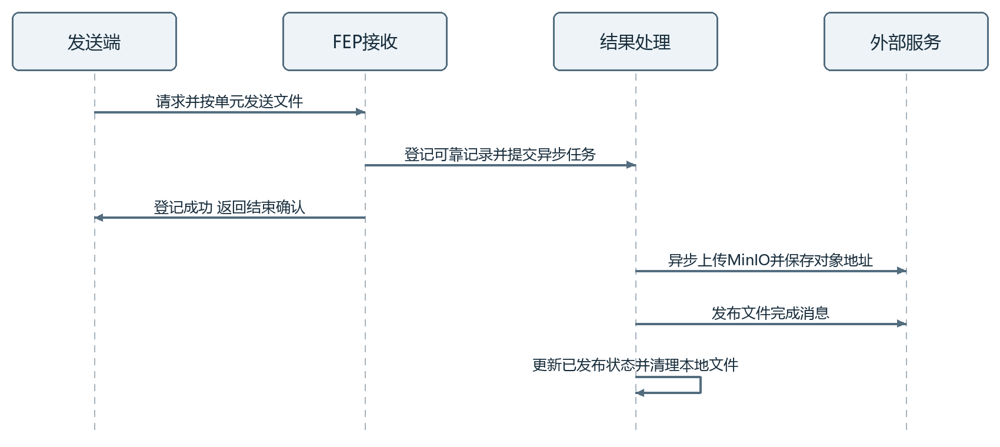 发送端
FEP接收
结果处理
外部服务
请求并按单元发送文件
登记可靠记录并提交异步任务
登记成功 返回结束确认
异步上传MinIO并保存对象地址
发布文件完成消息
更新已发布状态并清理本地文件